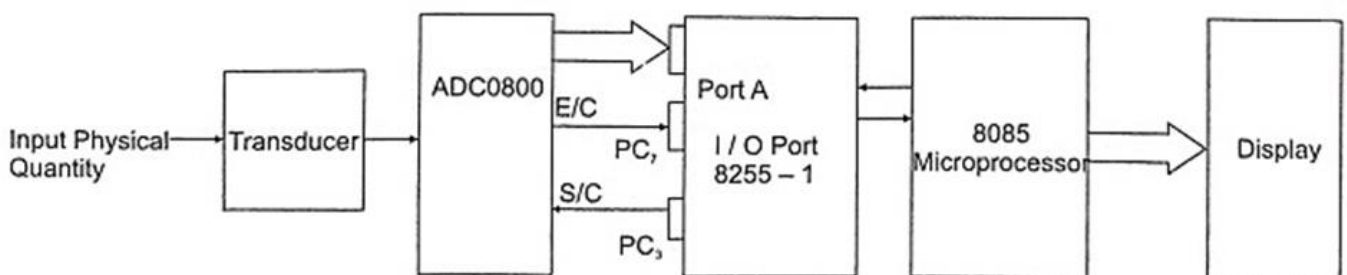 Input Physical
Quantity
Transducer
ADC0800
E/C
PC₇
S/C
PC₃
Port A
I / O Port
8255 – 1
8085
Microprocessor
Display